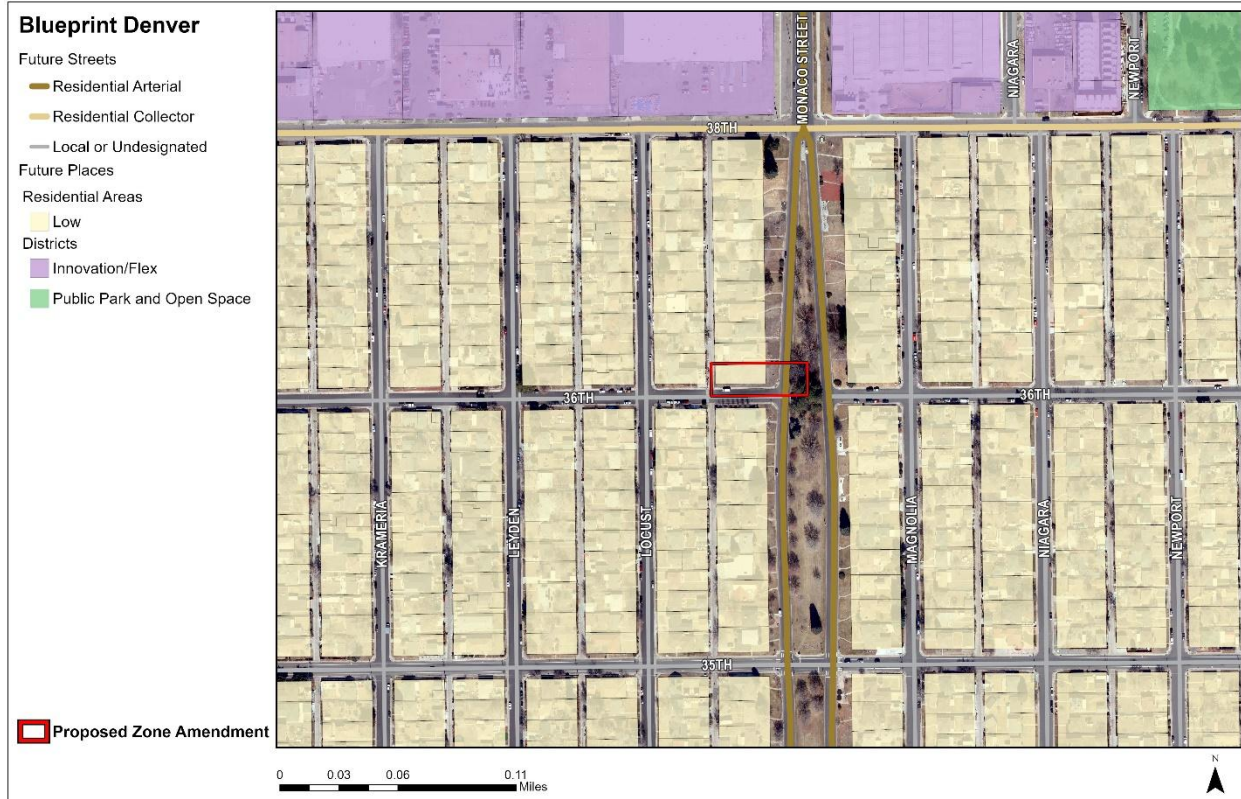 Blueprint Denver
Future Streets
Residential Arterial
Residential Collector
Local or Undesignated
Future Places
Residential Areas
Low
Districts
Innovation/Flex
Public Park and Open Space
Proposed Zone Amendment
MONACO STREET
NIAGARA
NEWPORT
38TH
36TH
36TH
KRAMERIA
LEYDEN
LOCUST
MAGNOLIA
NIAGARA
NEWPORT
35TH
0 0.03 0.06 0.11
Miles
N